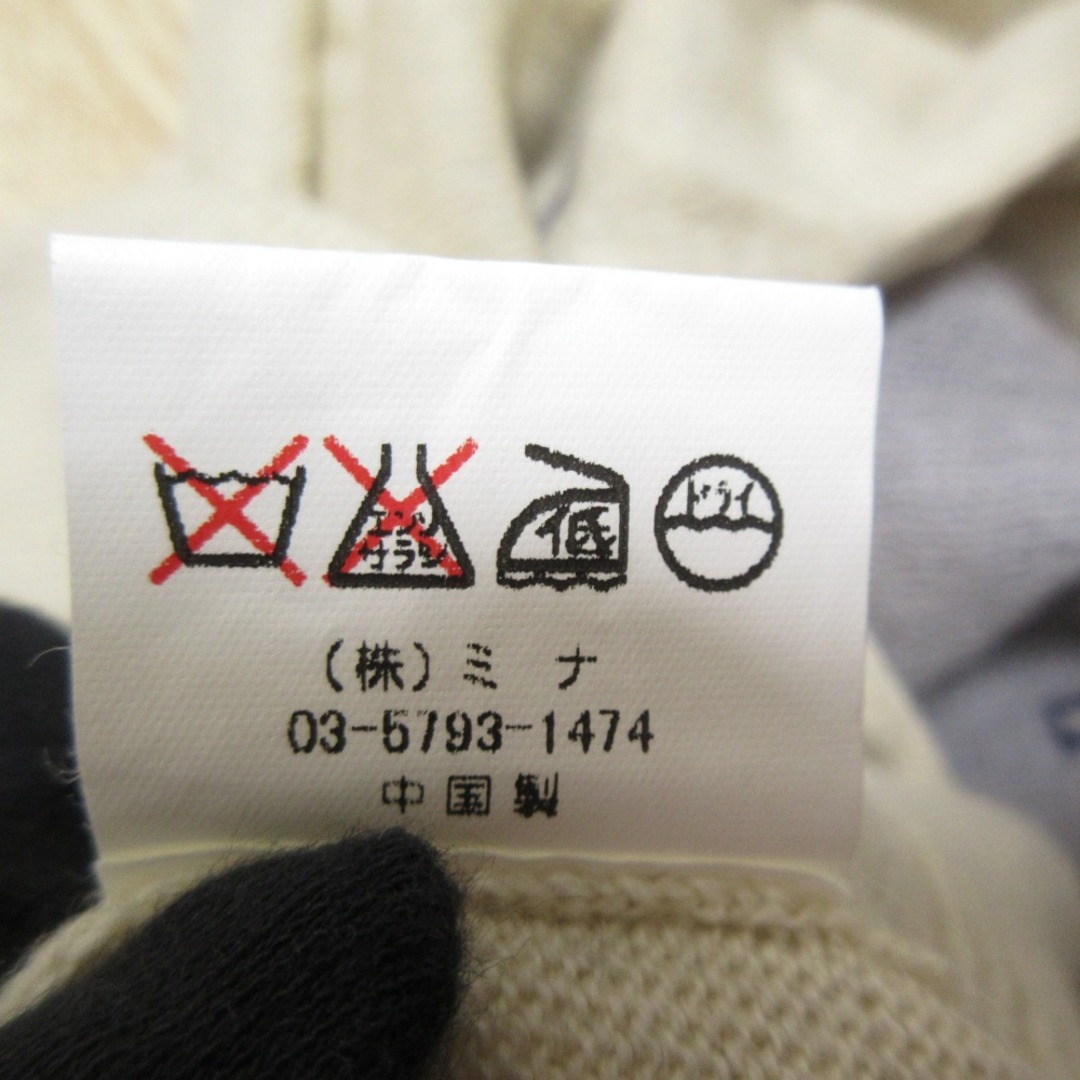 エンソ
サラシ
低
ドライ
(株)ミナ
03-5793-1474
中国製